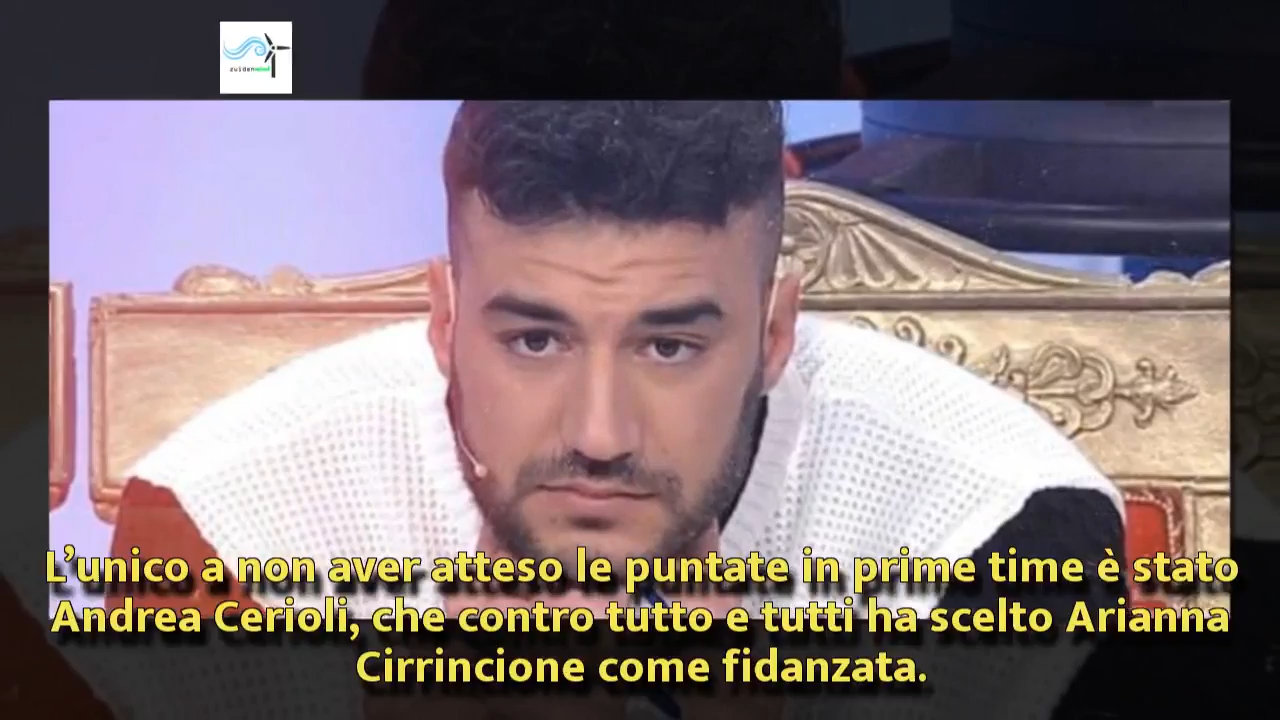 zuidenwind
L’unico a non aver atteso le puntate in prime time è stato
Andrea Cerioli, che contro tutto e tutti ha scelto Arianna
Cirrincione come fidanzata.